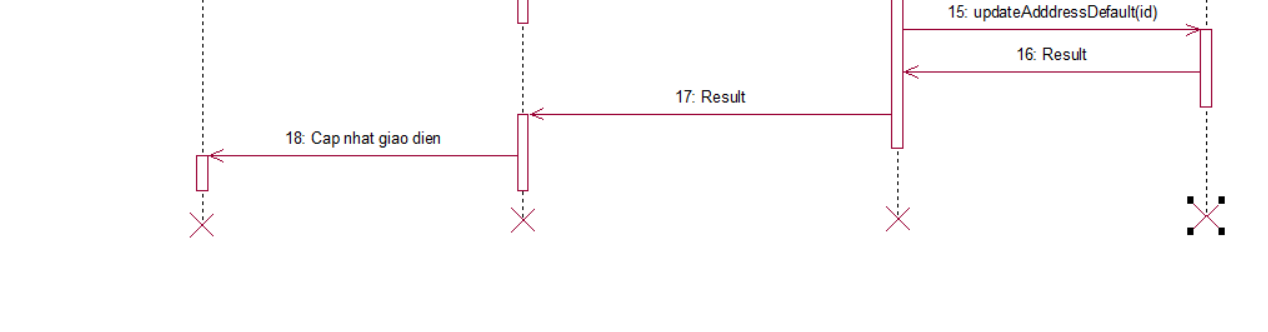 15: updateAdddressDefault(id)
16: Result
17: Result
18: Cap nhat giao dien